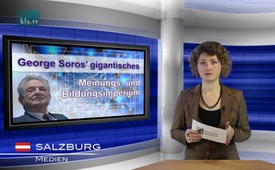 kla.tv
George Soros' gigantisches
Meinungs- und
Bildungsimperium
SALZBURG
MEDIEN